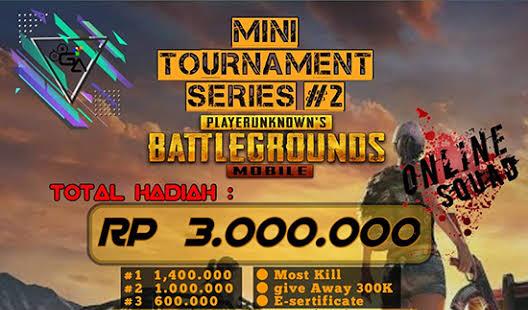 MINI
TOURNAMENT
SERIES #2
PLAYERUNKNOWN'S
BATTLEGROUNDS
MOBILE
ONLINE
SQUAD
TOTAL HADIAH :
RP 3.000.000
#1 1,400.000
#2 1.000.000
#3 600.000
Most Kill
give Away 300K
E-sertificate